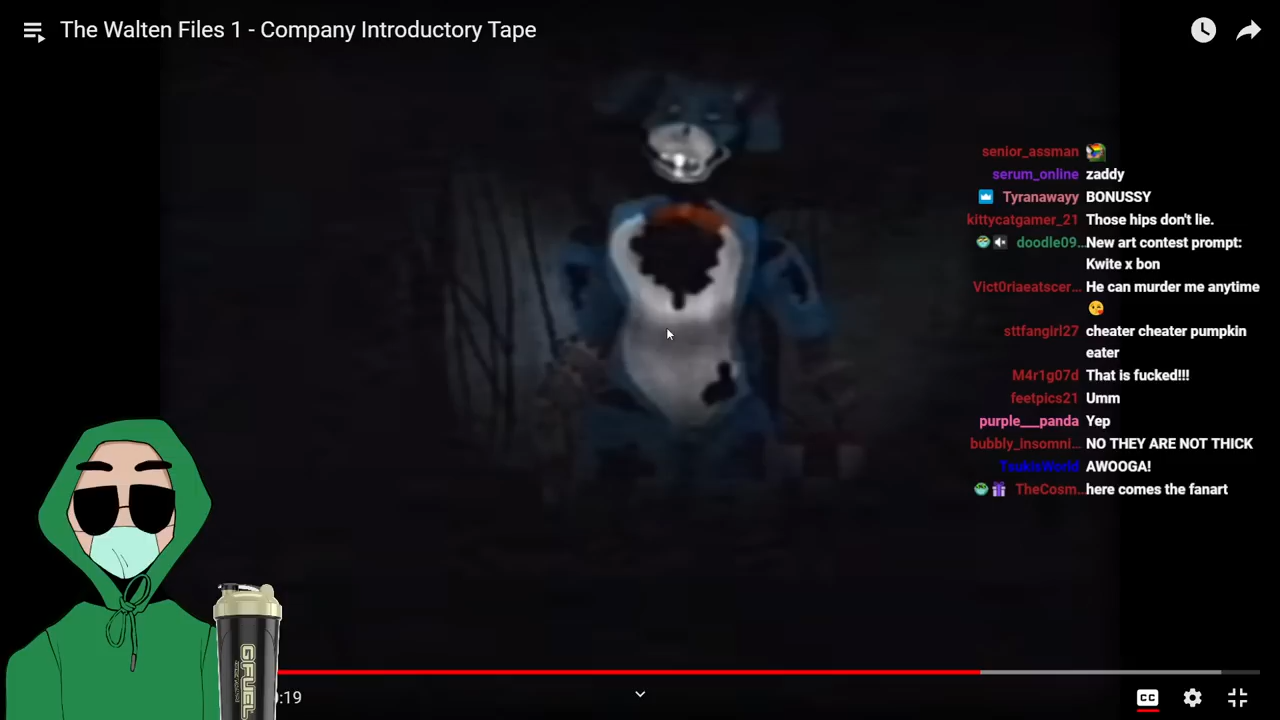 The Walten Files 1 - Company Introductory Tape
senior_assman
serum_online zaddy
Tyranawayy BONUSSY
kittycatgamer_21 Those hips don't lie.
doodle09… New art contest prompt:
Kwite x bon
Vict0riaeatscer… He can murder me anytime
sttfangirl27 cheater cheater pumpkin
eater
M4r1g07d That is fucked!!!
feetpics21 Umm
purple___panda Yep
bubbly_Insomni… NO THEY ARE NOT THICK
TsukisWorld AWOOGA!
TheCosm… here comes the fanart
GFUEL
:19
CC